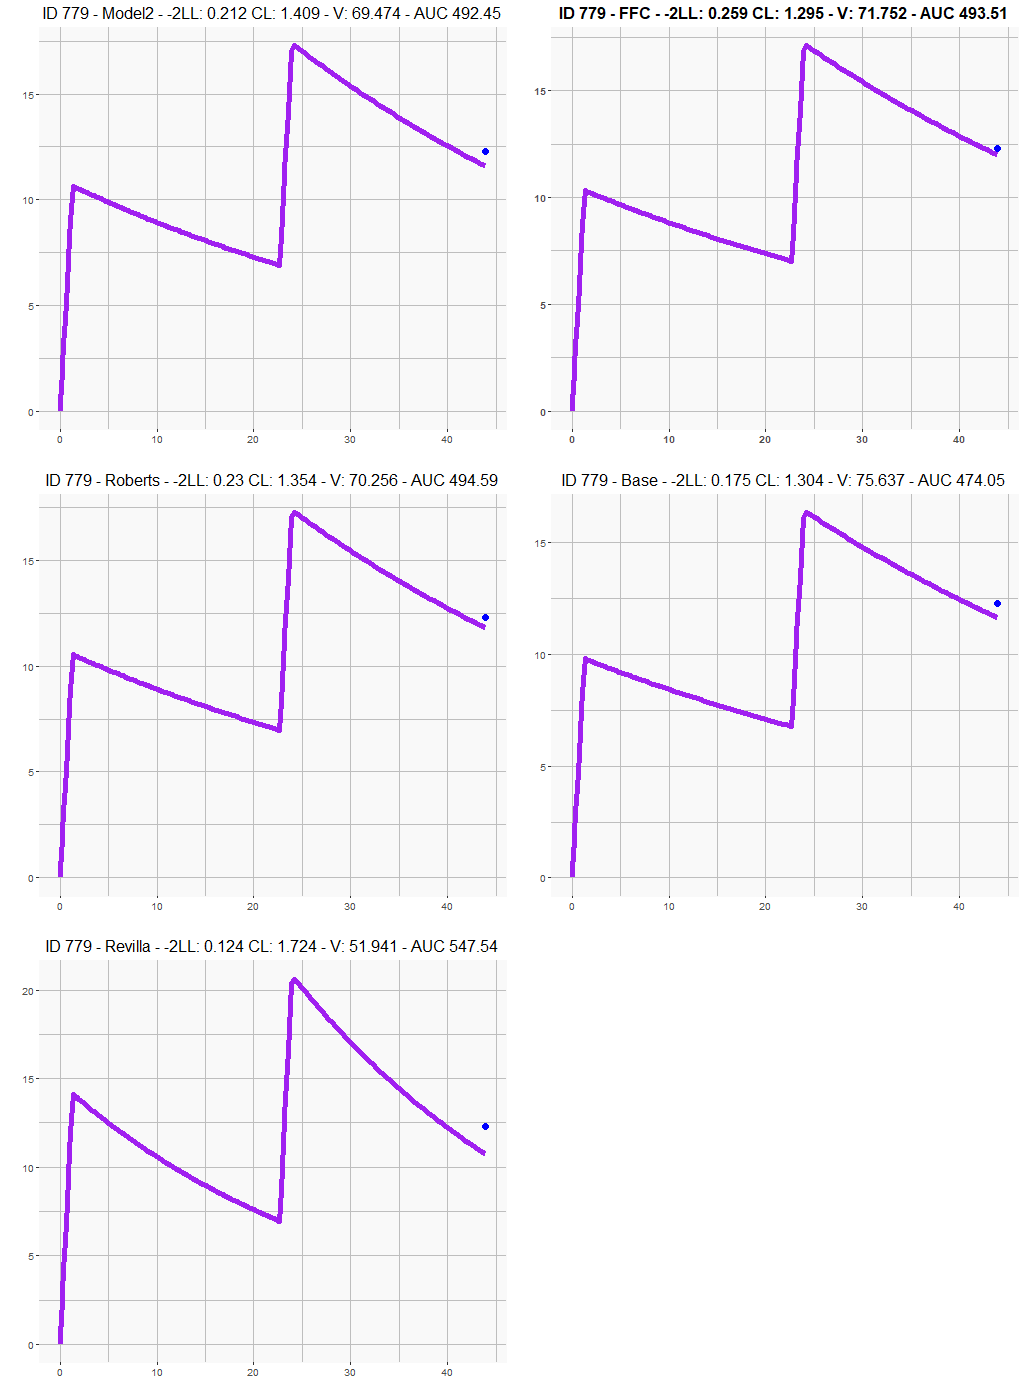 ID 779 - Model2 - -2LL: 0.212 CL: 1.409 - V: 69.474 - AUC 492.45
15
10
5
0
0 10 20 30 40
ID 779 - FFC - -2LL: 0.259 CL: 1.295 - V: 71.752 - AUC 493.51
15
10
5
0
0 10 20 30 40
ID 779 - Roberts - -2LL: 0.23 CL: 1.354 - V: 70.256 - AUC 494.59
15
10
5
0
0 10 20 30 40
ID 779 - Base - -2LL: 0.175 CL: 1.304 - V: 75.637 - AUC 474.05
15
10
5
0
0 10 20 30 40
ID 779 - Revilla - -2LL: 0.124 CL: 1.724 - V: 51.941 - AUC 547.54
20
15
10
5
0
0 10 20 30 40